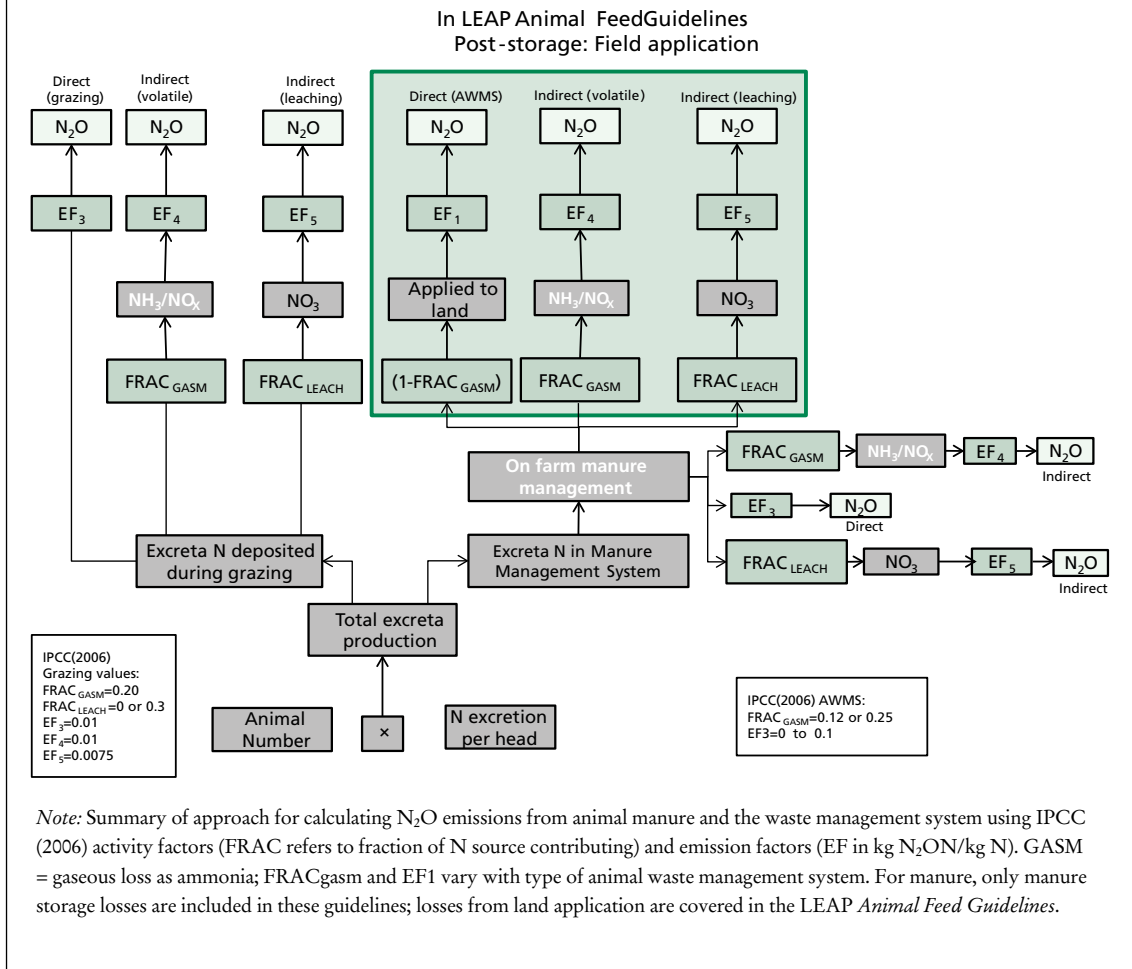 In LEAP Animal FeedGuidelines
Post-storage: Field application
Direct
(grazing)
Indirect
(volatile)
Indirect
(leaching)
Direct (AWMS)
Indirect (volatile)
Indirect (leaching)
N₂O
N₂O
N₂O
N₂O
N₂O
N₂O
EF₃
EF₄
EF₅
EF₁
EF₄
EF₅
NH₃/NOₓ
NO₃
Applied to
land
NH₃/NOₓ
NO₃
FRAC GASM
FRAC LEACH
(1-FRAC GASM)
FRAC GASM
FRAC LEACH
On farm manure
management
FRAC GASM
NH₃/NOₓ
EF₄
N₂O
Indirect
EF₃
N₂O
Direct
FRAC LEACH
NO₃
EF₅
N₂O
Indirect
Excreta N deposited
during grazing
Excreta N in Manure
Management System
Total excreta
production
IPCC(2006)
Grazing values:
FRAC GASM=0.20
FRAC LEACH=0 or 0.3
EF₃=0.01
EF₄=0.01
EF₅=0.0075
Animal
Number
×
N excretion
per head
IPCC(2006) AWMS:
FRAC GASM=0.12 or 0.25
EF3=0 to 0.1
Note: Summary of approach for calculating N₂O emissions from animal manure and the waste management system using IPCC
(2006) activity factors (FRAC refers to fraction of N source contributing) and emission factors (EF in kg N₂ON/kg N). GASM
= gaseous loss as ammonia; FRACgasm and EF1 vary with type of animal waste management system. For manure, only manure
storage losses are included in these guidelines; losses from land application are covered in the LEAP Animal Feed Guidelines.